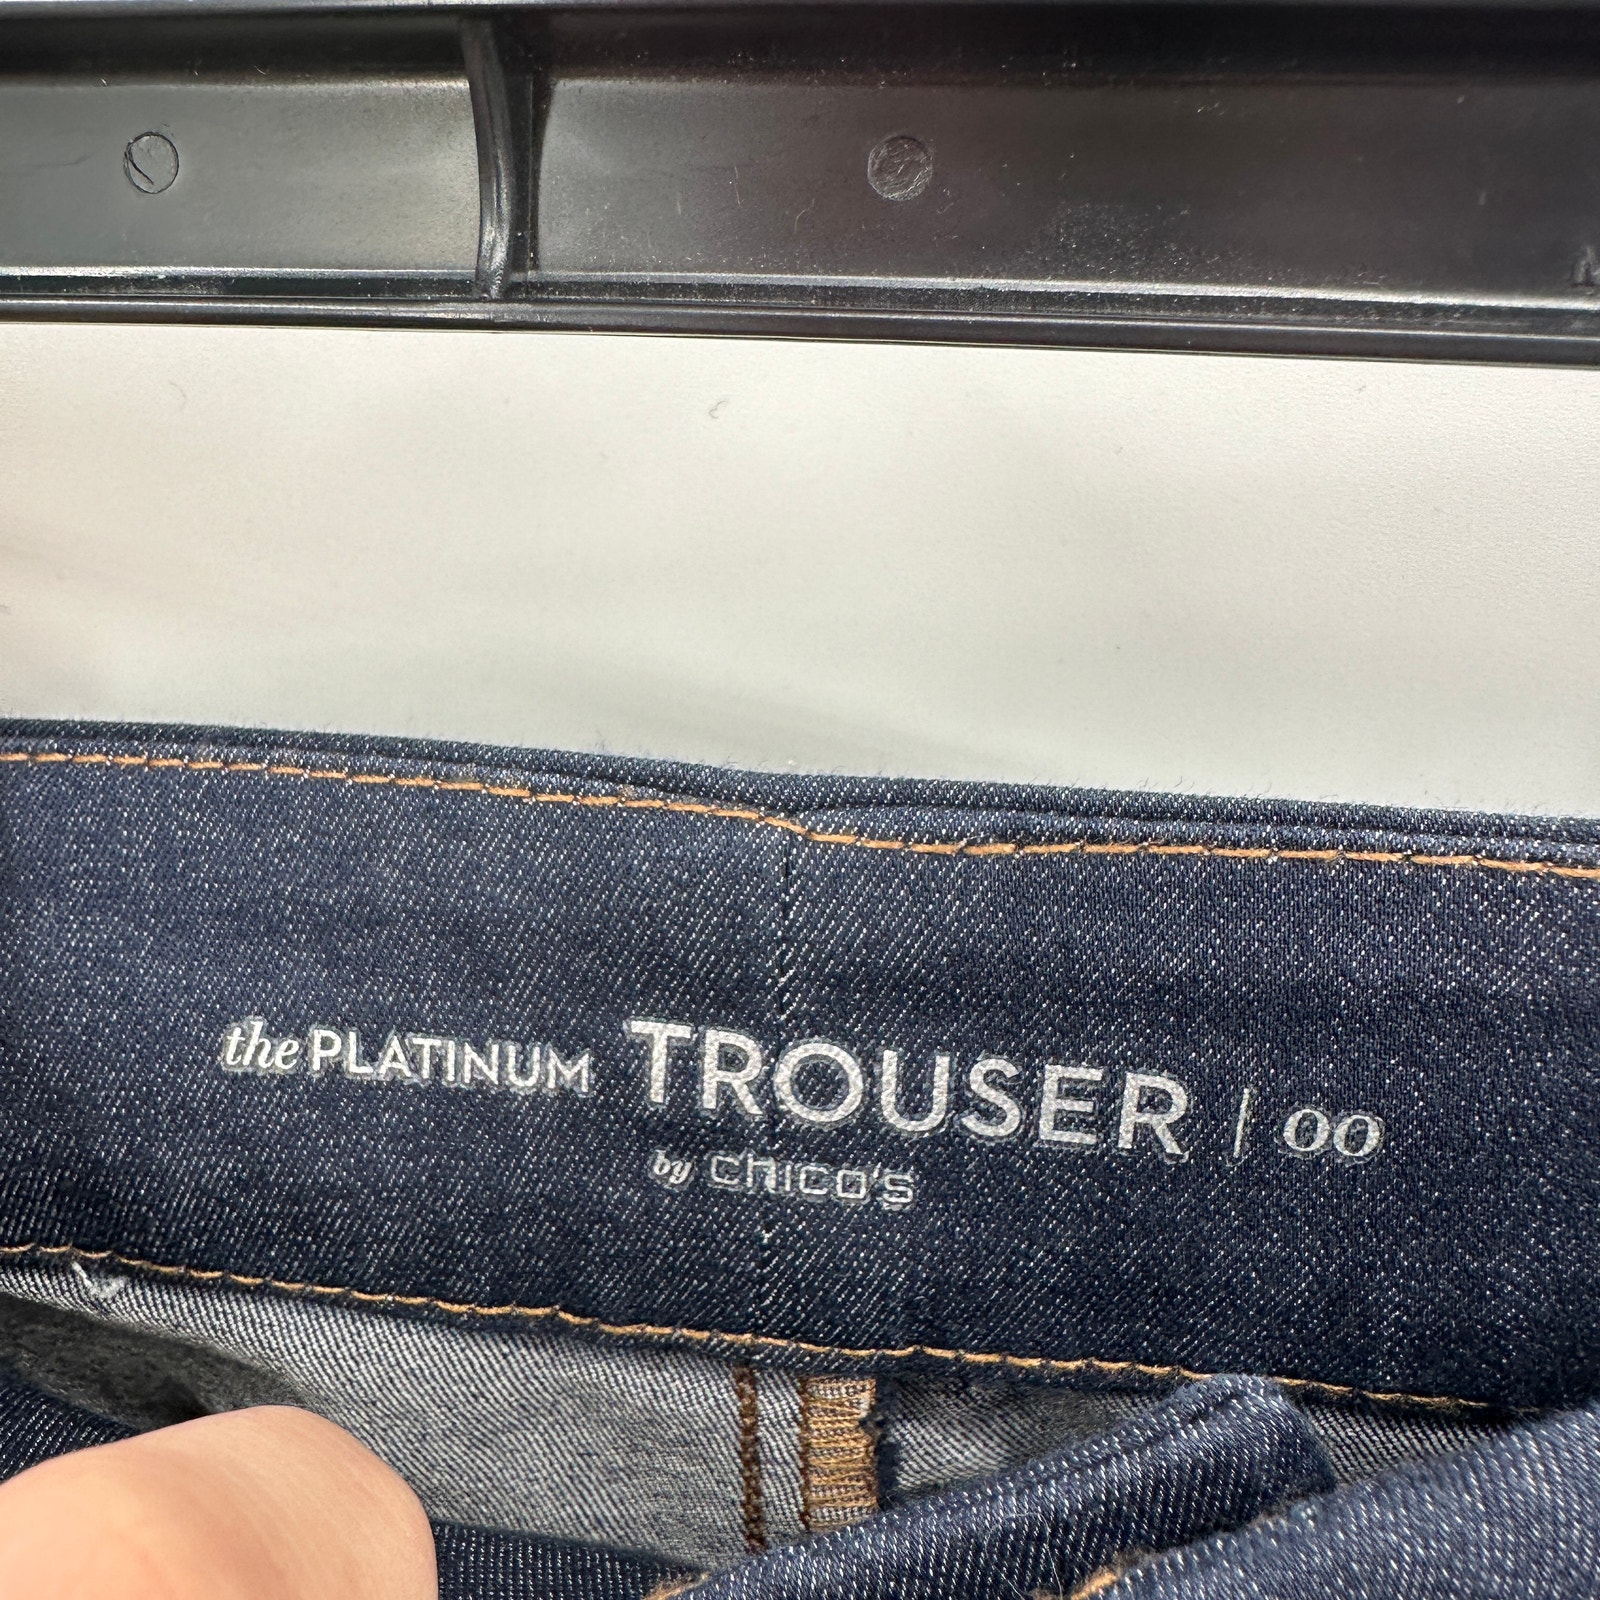 the PLATINUM TROUSER | 00
by CHICO'S